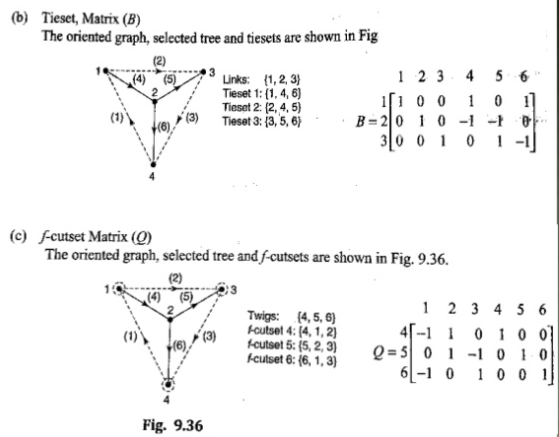 (b) Tieset, Matrix (B)
The oriented graph, selected tree and tiesets are shown in Fig
(2)
1 (4) (5) 3
2
(1) (6) (3)
4
Links: {1, 2, 3}
Tieset 1: {1, 4, 6}
Tieset 2: {2, 4, 5}
Tieset 3: {3, 5, 6}
1 2 3 4 5 6
1 [1 0 0 1 0 1]
B = 2 0 1 0 -1 -1 0
3 [0 0 1 0 1 -1]
(c) f-cutset Matrix (Q)
The oriented graph, selected tree and f-cutsets are shown in Fig. 9.36.
(2)
1 (4) (5) 3
2
(1) (6) (3)
4
Twigs: {4, 5, 6}
f-cutset 4: {4, 1, 2}
f-cutset 5: {5, 2, 3}
f-cutset 6: {6, 1, 3}
1 2 3 4 5 6
4 [-1 1 0 1 0 0]
Q = 5 0 1 -1 0 1 0
6 [-1 0 1 0 0 1]
Fig. 9.36